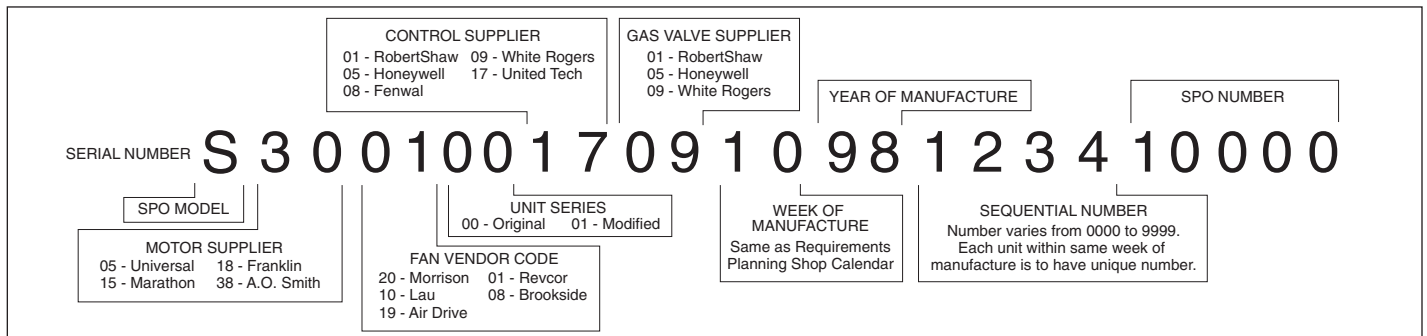 CONTROL SUPPLIER
01 - RobertShaw 09 - White Rogers
05 - Honeywell 17 - United Tech
08 - Fenwal
GAS VALVE SUPPLIER
01 - RobertShaw
05 - Honeywell
09 - White Rogers
YEAR OF MANUFACTURE
SPO NUMBER
SERIAL NUMBER S 3 0 0 1 0 0 1 7 0 9 1 0 9 8 1 2 3 4 1 0 0 0 0
SPO MODEL
MOTOR SUPPLIER
05 - Universal 18 - Franklin
15 - Marathon 38 - A.O. Smith
FAN VENDOR CODE
20 - Morrison 01 - Revcor
10 - Lau 08 - Brookside
19 - Air Drive
UNIT SERIES
00 - Original 01 - Modified
WEEK OF
MANUFACTURE
Same as Requirements
Planning Shop Calendar
SEQUENTIAL NUMBER
Number varies from 0000 to 9999.
Each unit within same week of
manufacture is to have unique number.